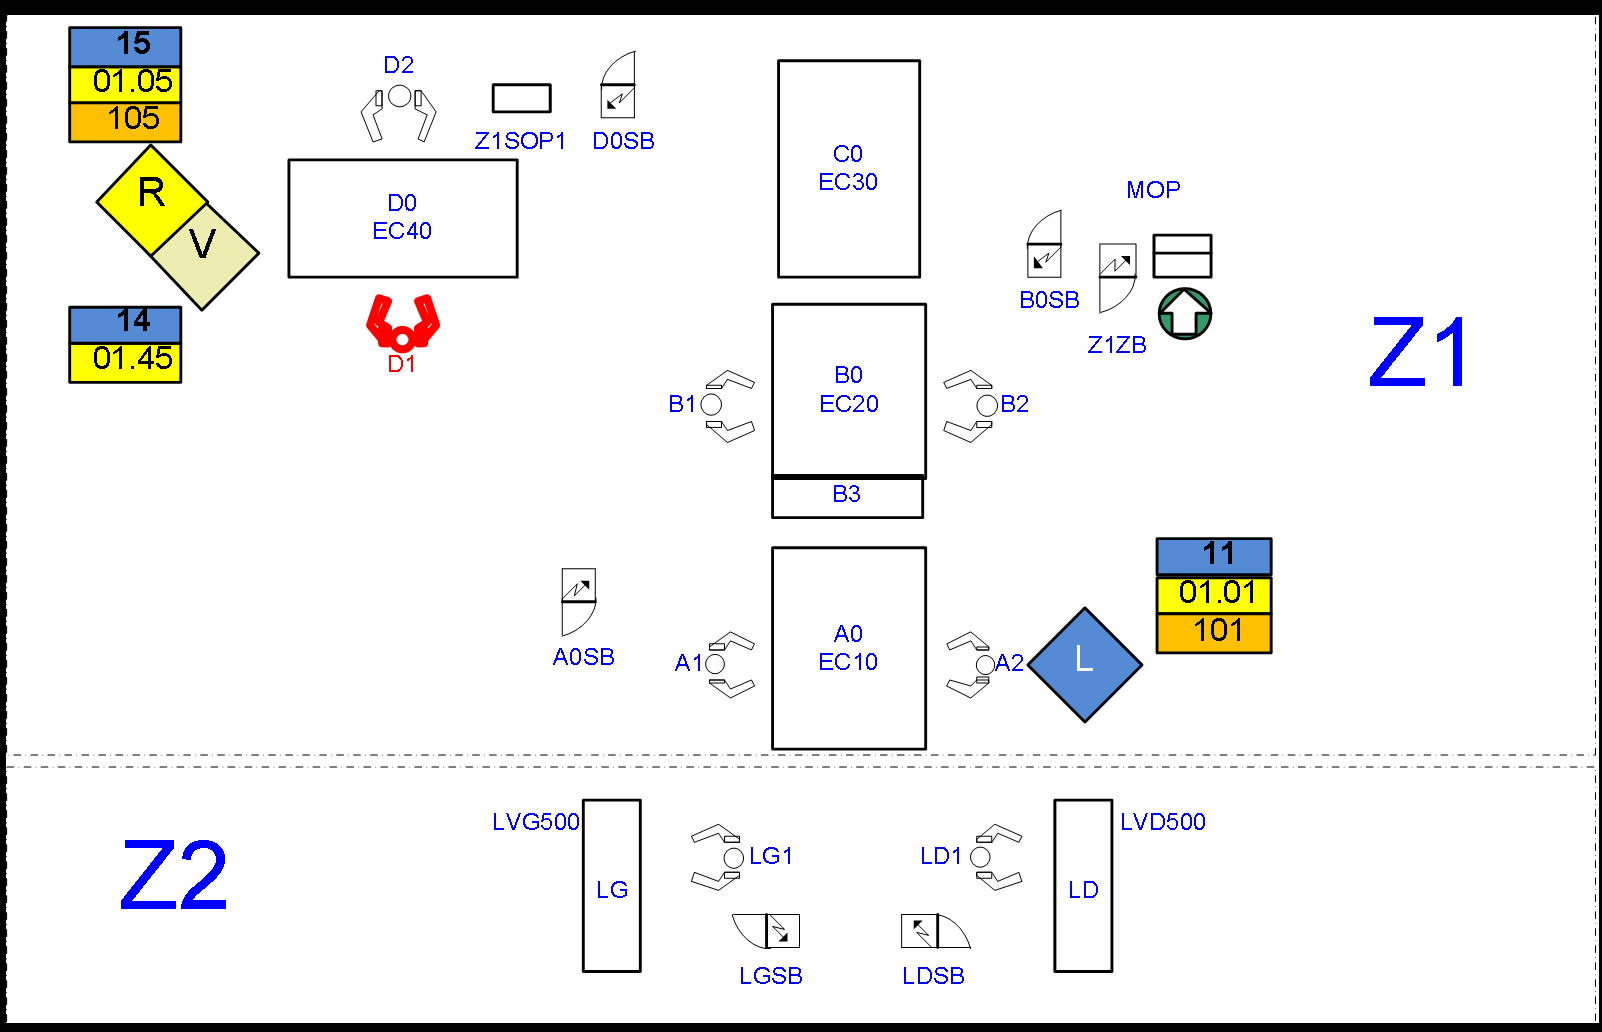 15
01.05
105
R
V
14
01.45
D2
Z1SOP1
D0SB
D0
EC40
D1
C0
EC30
MOP
B0SB
Z1ZB
Z1
B1
B0
EC20
B2
B3
A0SB
A1
A0
EC10
A2
L
11
01.01
101
Z2
LVG500
LG
LG1
LGSB
LD1
LDSB
LD
LVD500